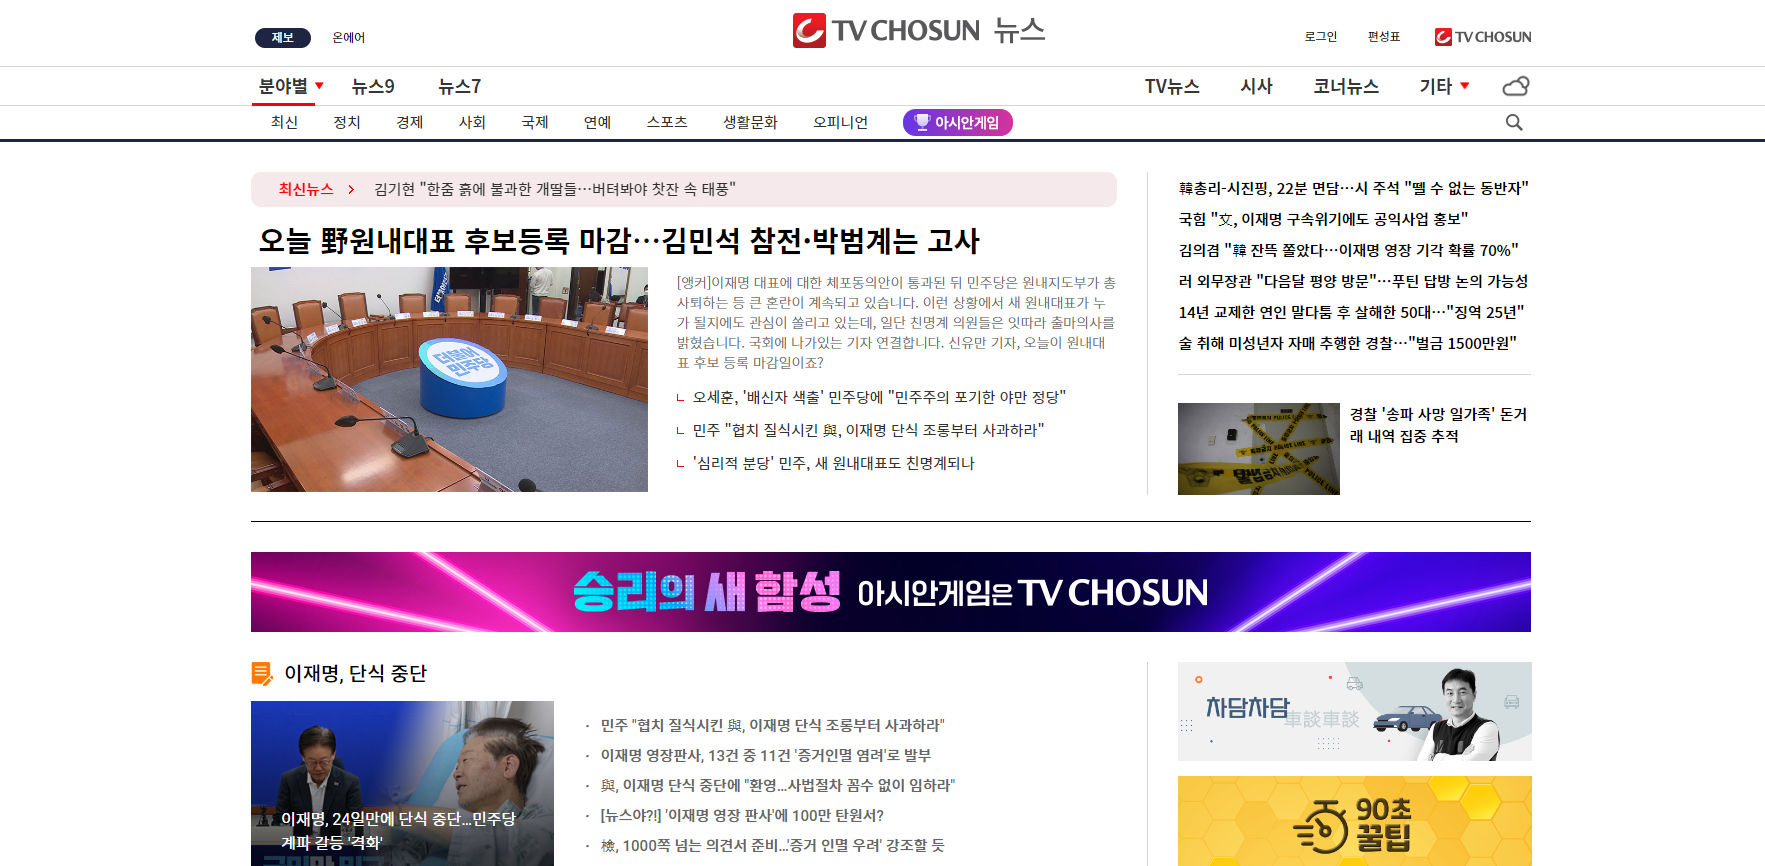 제보
온에어
TV CHOSUN 뉴스
로그인
편성표
TV CHOSUN
분야별
뉴스9
뉴스7
TV뉴스
시사
코너뉴스
기타
최신
정치
경제
사회
국제
연예
스포츠
생활문화
오피니언
아시안게임
최신뉴스
김기현 "한줌 흙에 불과한 개딸들…버텨봐야 찻잔 속 태풍"
오늘 野원내대표 후보등록 마감…김민석 참전·박범계는 고사
더불어
민주당
[앵커]이재명 대표에 대한 체포동의안이 통과된 뒤 민주당은 원내지도부가 총
사퇴하는 등 큰 혼란이 계속되고 있습니다. 이런 상황에서 새 원내대표가 누
가 될지에도 관심이 쏠리고 있는데, 일단 친명계 의원들은 잇따라 출마의사를
밝혔습니다. 국회에 나가있는 기자 연결합니다. 신유만 기자, 오늘이 원내대
표 후보 등록 마감일이죠?
오세훈, '배신자 색출' 민주당에 "민주주의 포기한 야만 정당"
민주 "협치 질식시킨 與, 이재명 단식 조롱부터 사과하라"
'심리적 분당' 민주, 새 원내대표도 친명계되나
韓총리-시진핑, 22분 면담…시 주석 "뗄 수 없는 동반자"
국힘 "文, 이재명 구속위기에도 공익사업 홍보"
김의겸 "韓 잔뜩 쫄았다…이재명 영장 기각 확률 70%"
러 외무장관 "다음달 평양 방문"…푸틴 답방 논의 가능성
14년 교제한 연인 말다툼 후 살해한 50대…"징역 25년"
술 취해 미성년자 자매 추행한 경찰…"벌금 1500만원"
경찰 '송파 사망 일가족' 돈거
래 내역 집중 추적
승리의 새 함성 아시안게임은 TV CHOSUN
이재명, 단식 중단
이재명, 24일만에 단식 중단…민주당
계파 갈등 '격화'
· 민주 "협치 질식시킨 與, 이재명 단식 조롱부터 사과하라"
· 이재명 영장판사, 13건 중 11건 '증거인멸 염려'로 발부
· 與, 이재명 단식 중단에 "환영…사법절차 꼼수 없이 임하라"
· [뉴스야?!] '이재명 영장 판사'에 100만 탄원서?
· 檢, 1000쪽 넘는 의견서 준비…'증거 인멸 우려' 강조할 듯
차담차담
車談車談
90초
꿀팁